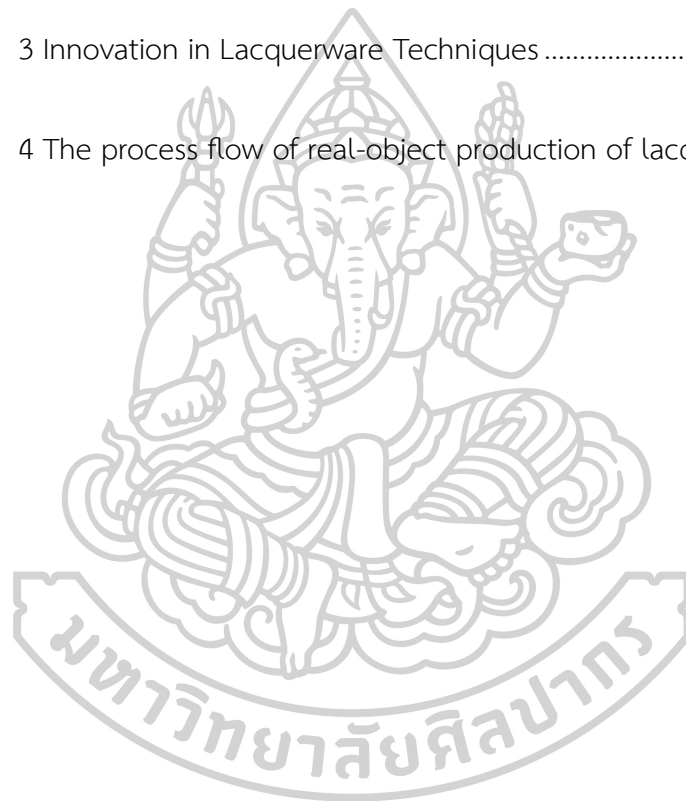 3 Innovation in Lacquerware Techniques ....................
4 The process flow of real-object production of
มหาวิทยาลัยศิลปากร